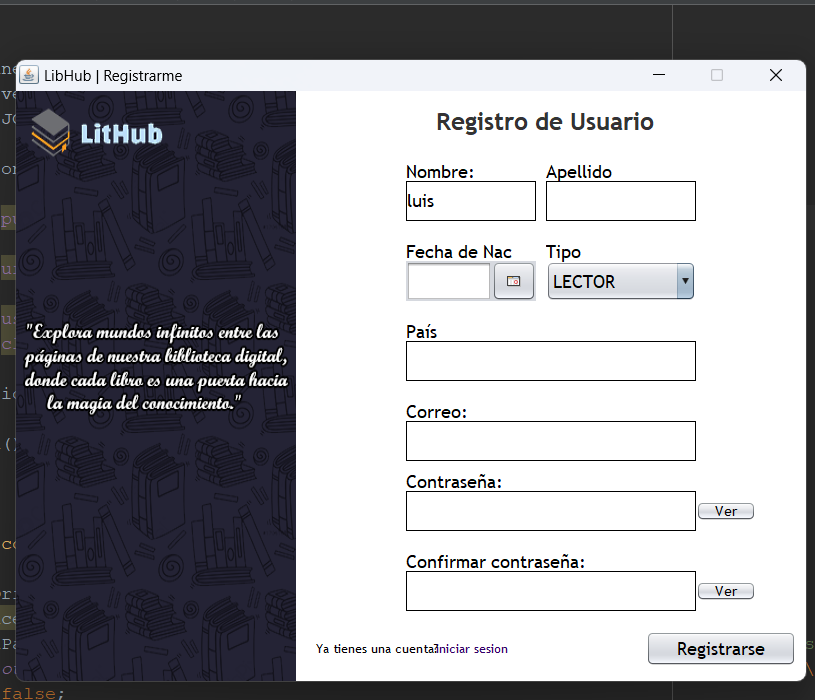 LibHub | Registrarme
LitHub
"Explora mundos infinitos entre las
páginas de nuestra biblioteca digital,
donde cada libro es una puerta hacia
la magia del conocimiento."
Registro de Usuario
Nombre: Apellido
luis
Fecha de Nac Tipo
LECTOR
País
Correo:
Contraseña:
Ver
Confirmar contraseña:
Ver
Ya tienes una cuenta?Iniciar sesion
Registrarse
false;